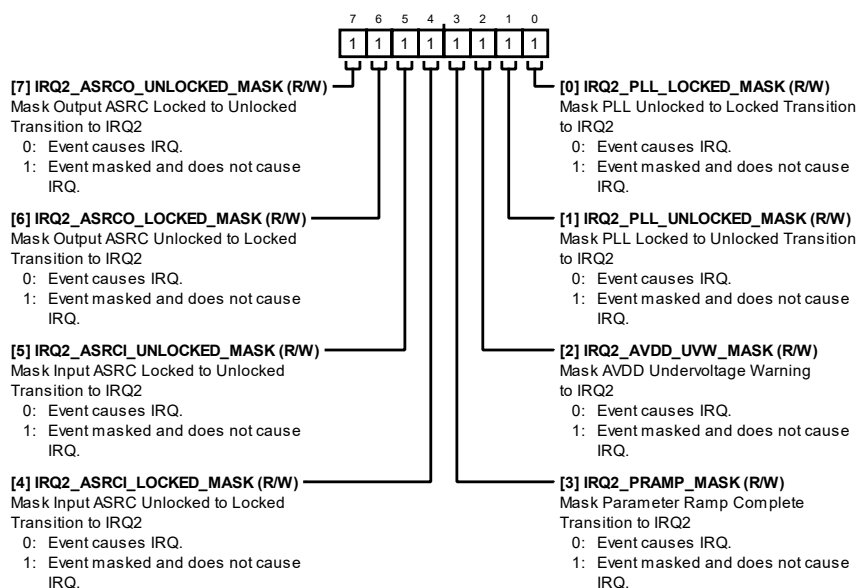 7 6 5 4 3 2 1 0
1 1 1 1 1 1 1 1
[7] IRQ2_ASRCO_UNLOCKED_MASK (R/W)
Mask Output ASRC Locked to Unlocked
Transition to IRQ2
0: Event causes IRQ.
1: Event masked and does not cause
IRQ.
[6] IRQ2_ASRCO_LOCKED_MASK (R/W)
Mask Output ASRC Unlocked to Locked
Transition to IRQ2
0: Event causes IRQ.
1: Event masked and does not cause
IRQ.
[5] IRQ2_ASRCI_UNLOCKED_MASK (R/W)
Mask Input ASRC Locked to Unlocked
Transition to IRQ2
0: Event causes IRQ.
1: Event masked and does not cause
IRQ.
[4] IRQ2_ASRCI_LOCKED_MASK (R/W)
Mask Input ASRC Unlocked to Locked
Transition to IRQ2
0: Event causes IRQ.
1: Event masked and does not cause
IRQ.
[0] IRQ2_PLL_LOCKED_MASK (R/W)
Mask PLL Unlocked to Locked Transition
to IRQ2
0: Event causes IRQ.
1: Event masked and does not cause
IRQ.
[1] IRQ2_PLL_UNLOCKED_MASK (R/W)
Mask PLL Locked to Unlocked Transition
to IRQ2
0: Event causes IRQ.
1: Event masked and does not cause
IRQ.
[2] IRQ2_AVDD_UVW_MASK (R/W)
Mask AVDD Undervoltage Warning
to IRQ2
0: Event causes IRQ.
1: Event masked and does not cause
IRQ.
[3] IRQ2_PRAMP_MASK (R/W)
Mask Parameter Ramp Complete
Transition to IRQ2
0: Event causes IRQ.
1: Event masked and does not cause
IRQ.